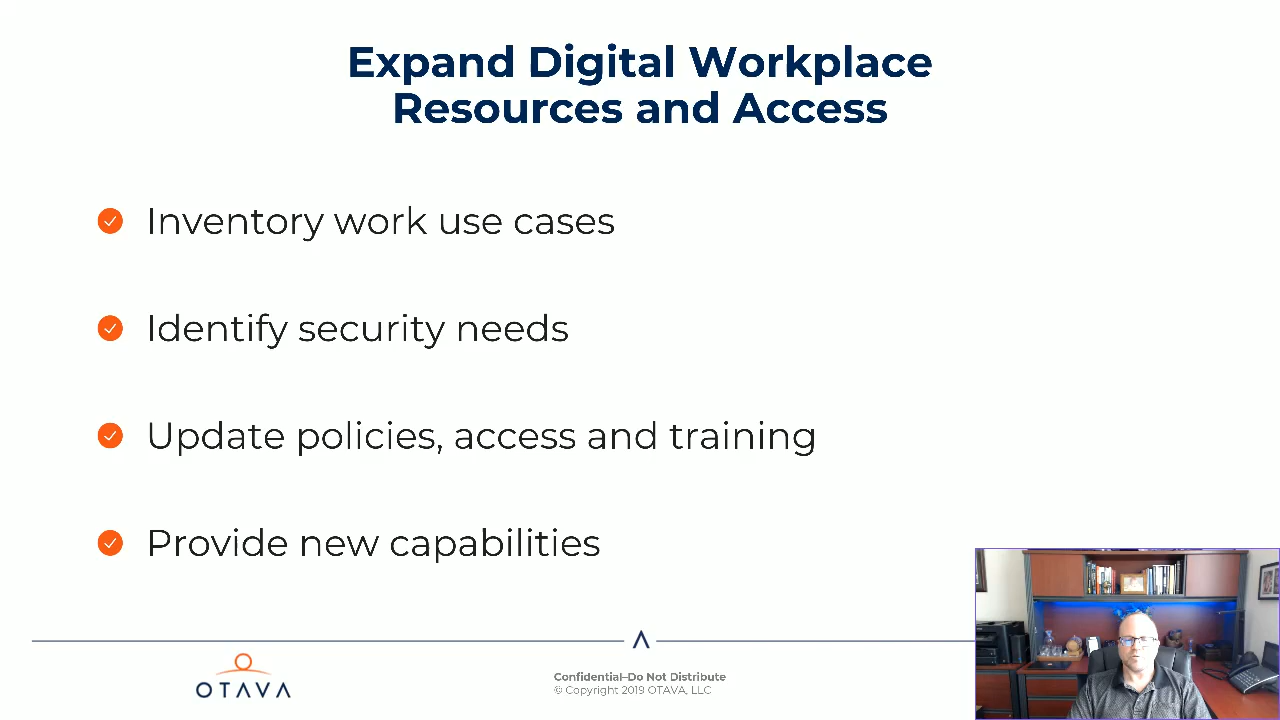 Expand Digital Workplace
Resources and Access
Inventory work use cases
Identify security needs
Update policies, access and training
Provide new capabilities
OTAVA
Confidential–Do Not Distribute
© Copyright 2019 OTAVA, LLC